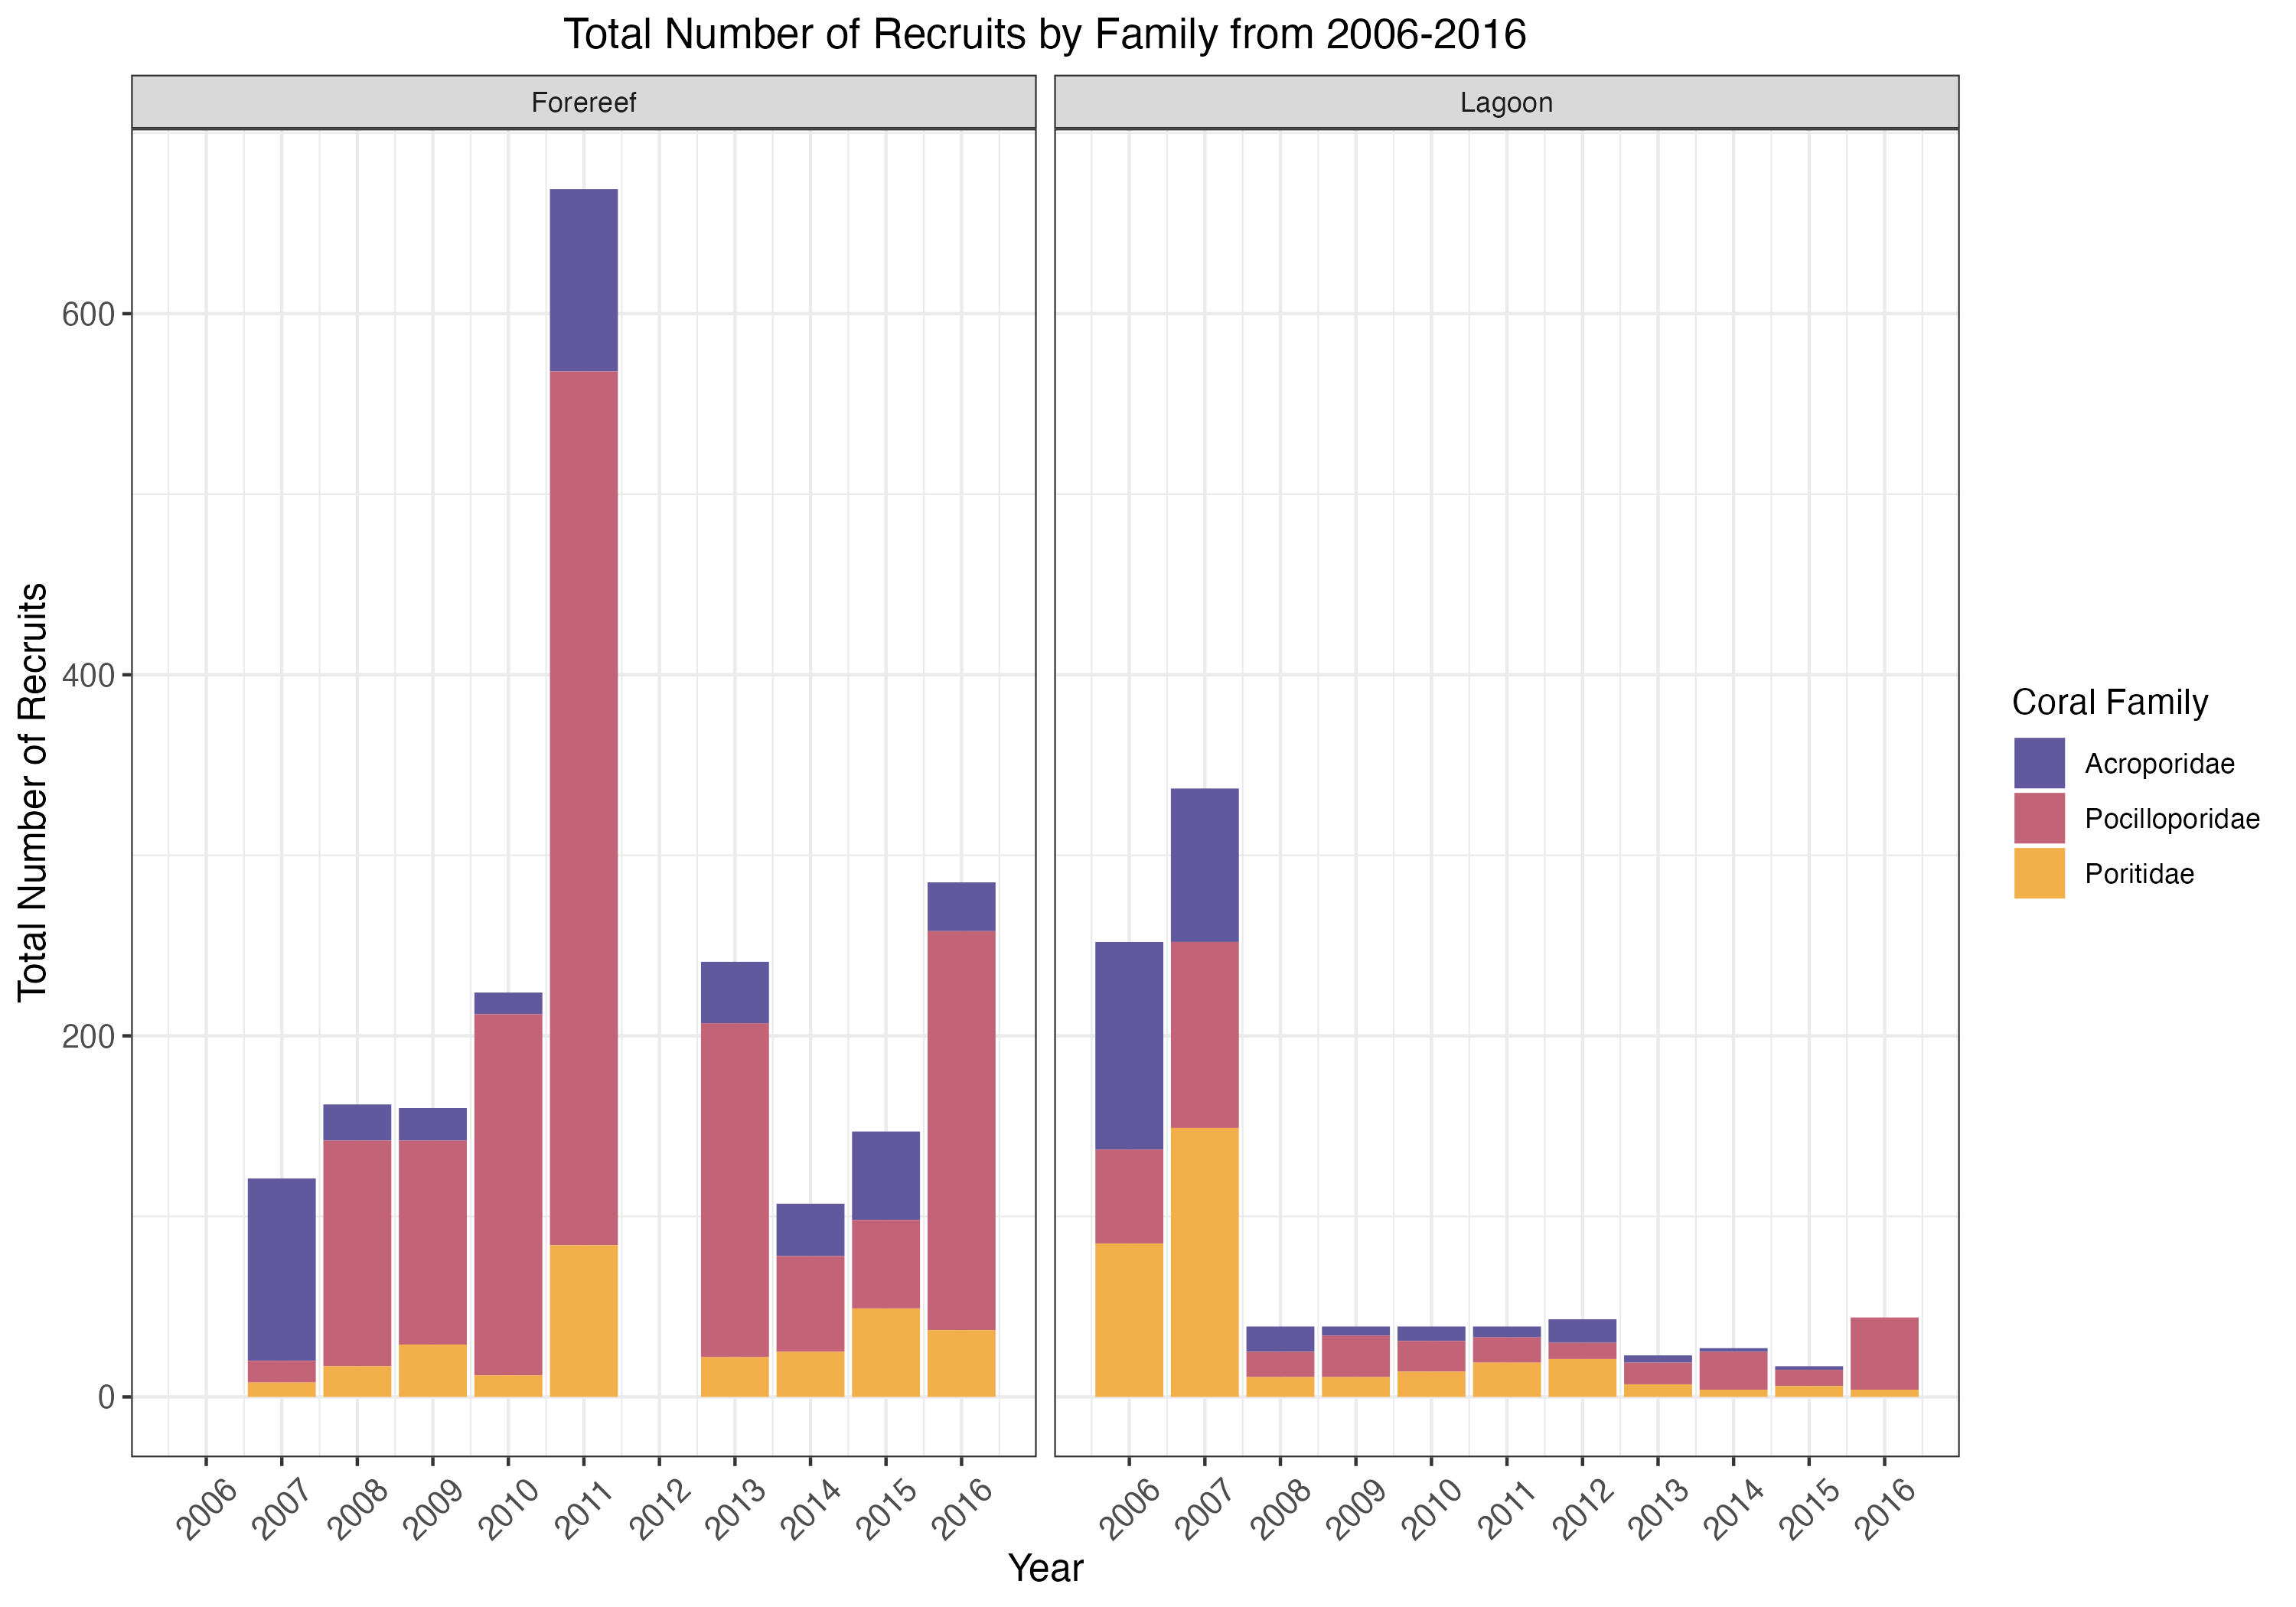 Total Number of Recruits by Family from 2006-2016
Forereef
Lagoon
Total Number of Recruits
600
400
200
0
2006 2007 2008 2009 2010 2011 2012 2013 2014 2015 2016
2006 2007 2008 2009 2010 2011 2012 2013 2014 2015 2016
Year
Coral Family
Acroporidae
Pocilloporidae
Poritidae